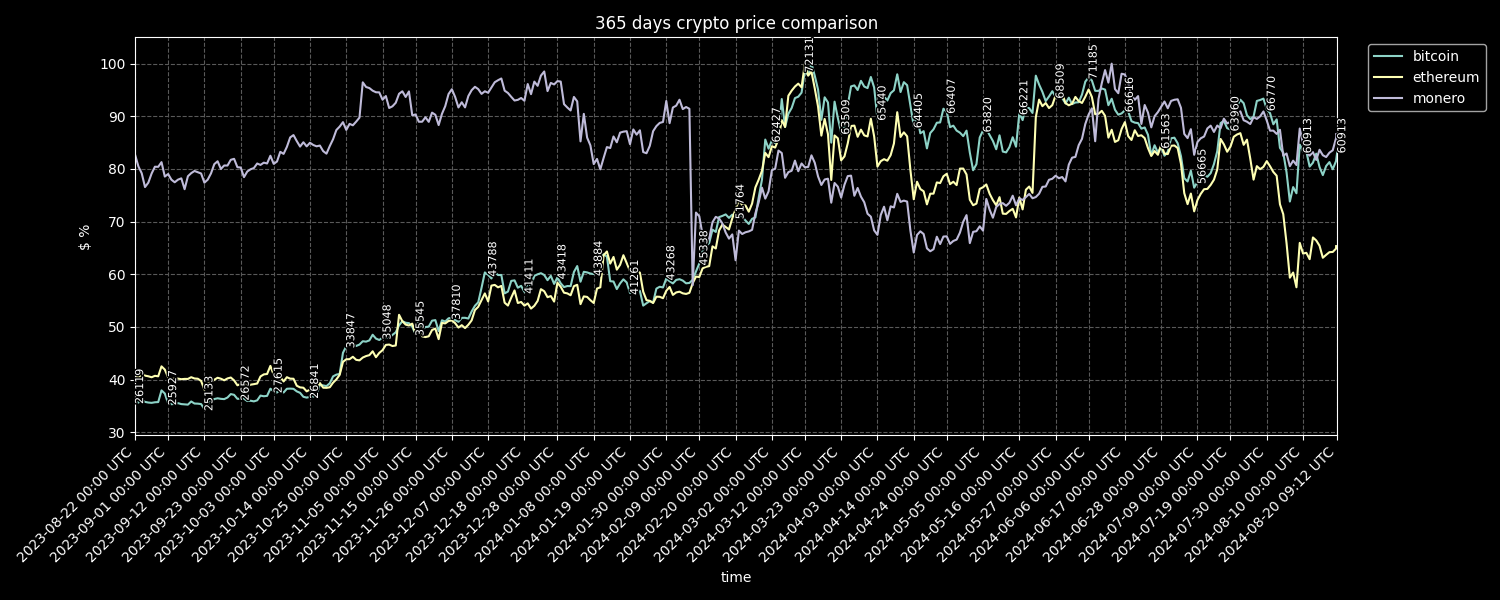 365 days crypto price comparison
bitcoin
ethereum
monero
$ %
100
90
80
70
60
50
40
30
26119
25927
25133
26572
27615
26841
33847
35048
35545
37810
43788
41411
43418
43884
41261
43268
45338
51764
62427
72131
63509
65440
64405
66407
63820
66221
68509
71185
66616
61563
56665
63960
66770
60913
60913
2023-08-22 00:00 UTC
2023-09-01 00:00 UTC
2023-09-12 00:00 UTC
2023-09-23 00:00 UTC
2023-10-03 00:00 UTC
2023-10-14 00:00 UTC
2023-10-25 00:00 UTC
2023-11-05 00:00 UTC
2023-11-15 00:00 UTC
2023-11-26 00:00 UTC
2023-12-07 00:00 UTC
2023-12-18 00:00 UTC
2023-12-28 00:00 UTC
2024-01-08 00:00 UTC
2024-01-19 00:00 UTC
2024-01-30 00:00 UTC
2024-02-09 00:00 UTC
2024-02-20 00:00 UTC
2024-03-02 00:00 UTC
2024-03-12 00:00 UTC
2024-03-23 00:00 UTC
2024-04-03 00:00 UTC
2024-04-14 00:00 UTC
2024-04-24 00:00 UTC
2024-05-05 00:00 UTC
2024-05-16 00:00 UTC
2024-05-27 00:00 UTC
2024-06-06 00:00 UTC
2024-06-17 00:00 UTC
2024-06-28 00:00 UTC
2024-07-09 00:00 UTC
2024-07-19 00:00 UTC
2024-07-30 00:00 UTC
2024-08-10 00:00 UTC
2024-08-20 09:12 UTC
time